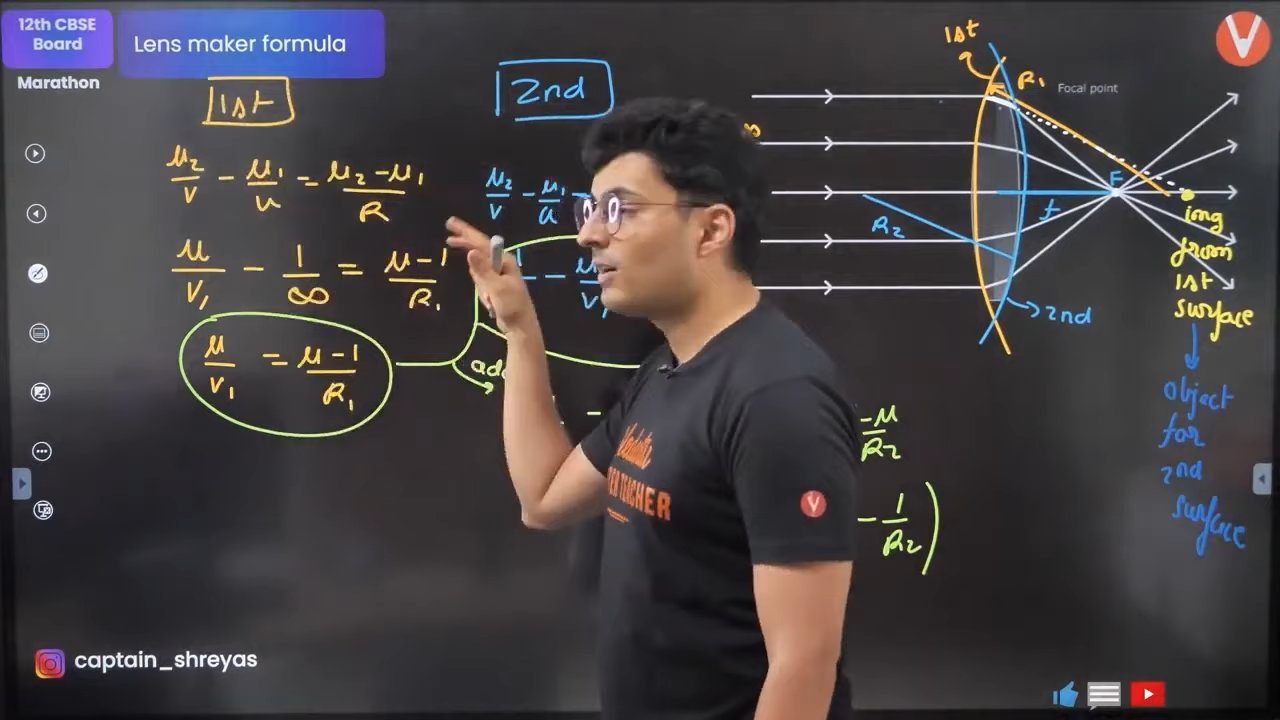 12th CBSE
Board
Marathon
Lens maker formula
1st
μ₂/v - μ₁/u = μ₂-μ₁/R
μ/v₁ - 1/∞ = μ-1/R₁
μ/v₁ = μ-1/R₁
2nd
μ₂/v - μ₁/u
add
-μ/R₂
- 1/R₂)
1st
R₁
Focal point
∞
F
f
R₂
2nd
img
from
1st
surface
↓
object
for
2nd
surface
TEACHER
V
V
captain_shreyas